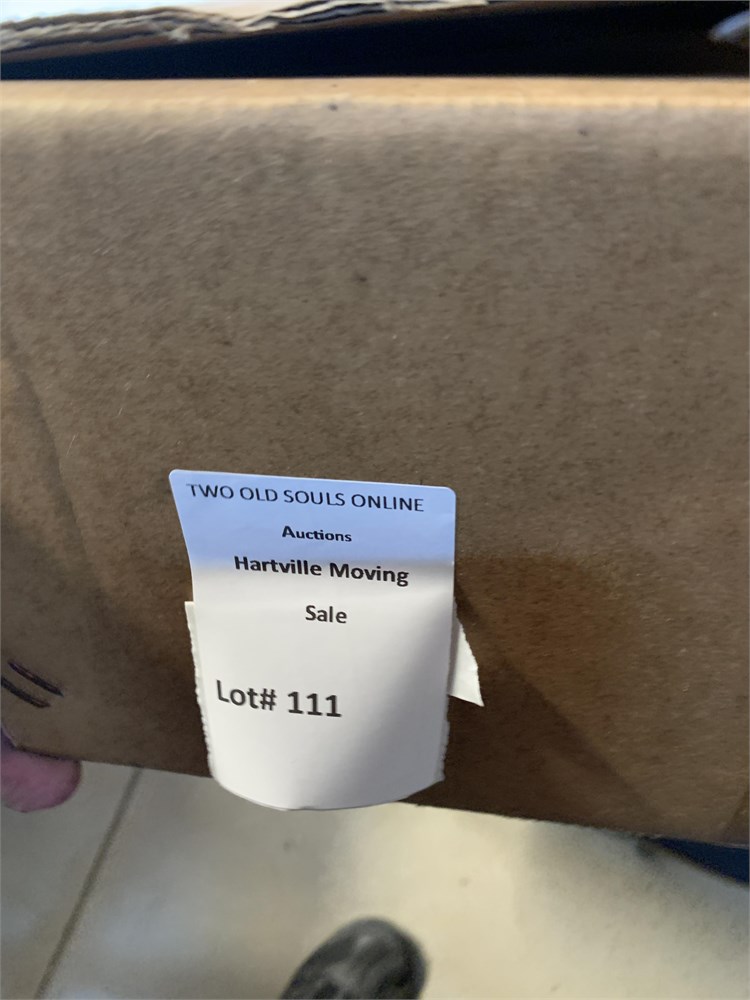 TWO OLD SOULS ONLINE
Auctions
Hartville Moving
Sale
Lot# 111